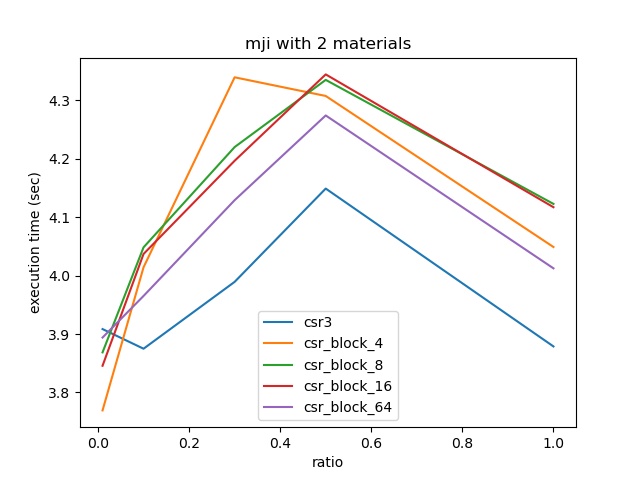 mji with 2 materials
execution time (sec)
4.3
4.2
4.1
4.0
3.9
3.8
0.0 0.2 0.4 0.6 0.8 1.0
ratio
csr3
csr_block_4
csr_block_8
csr_block_16
csr_block_64